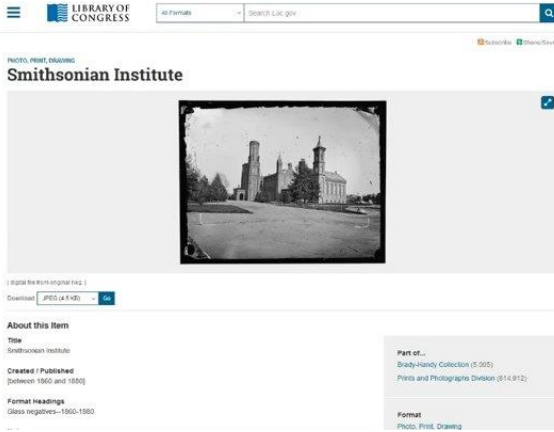 LIBRARY OF
CONGRESS
All Formats
Search Loc.gov
Subscribe
Share/Save
PHOTO, PRINT, DRAWING
Smithsonian Institute
[ digital file from original neg. ]
Download
JPEG (4.5 KB)
Go
About this Item
Title
Smithsonian Institute
Created / Published
[between 1860 and 1880]
Format Headings
Glass negatives--1860-1880.
Part of...
Brady-Handy Collection (5,005)
Prints and Photographs Division (814,912)
Format
Photo, Print, Drawing